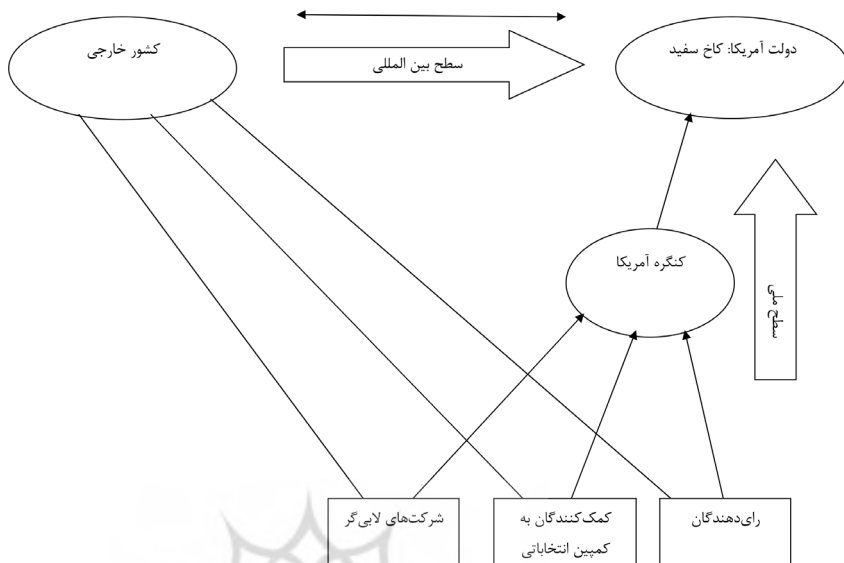 کشور خارجی
سطح بین المللی
دولت آمریکا: کاخ سفید
کنگره آمریکا
سطح ملی
شرکت‌های لابی‌گر
کمک‌کنندگان به
کمپین انتخاباتی
رای‌دهندگان